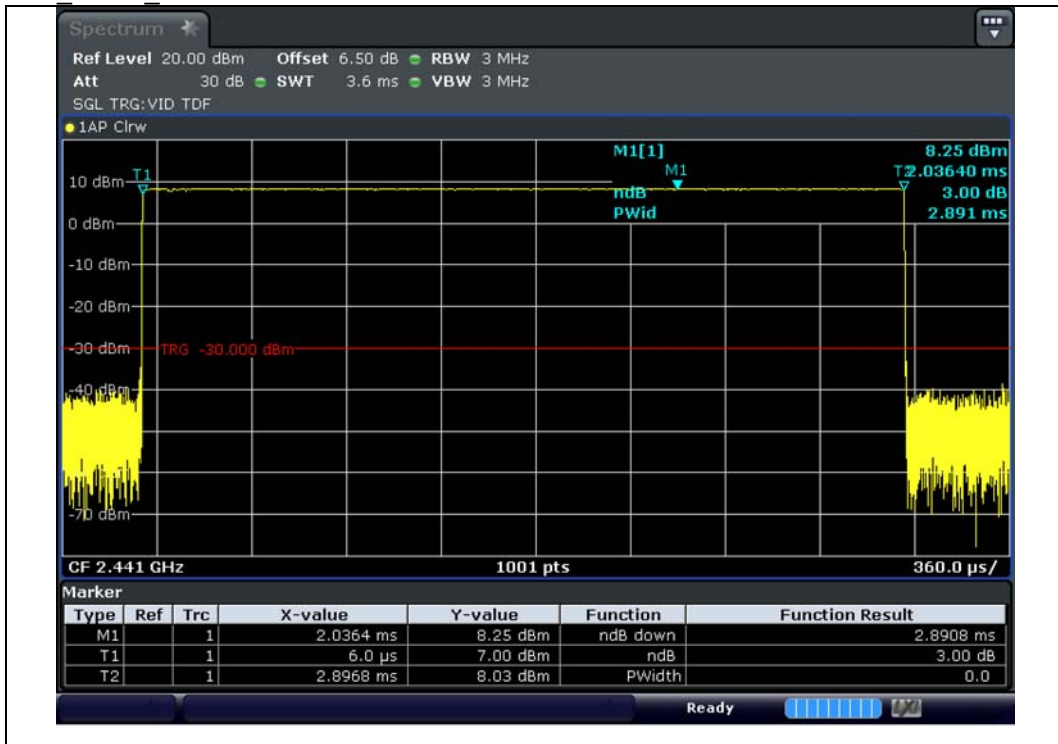 Spectrum
Ref Level 20.00 dBm Offset 6.50 dB RBW 3 MHz
Att 30 dB SWT 3.6 ms VBW 3 MHz
SGL TRG:VID TDF
1AP Clrw
M1[1] 8.25 dBm
M1 2.03640 ms
T1
10 dBm
ndB 3.00 dB
PWid 2.891 ms
0 dBm
-10 dBm
-20 dBm
-30 dBm TRG -30.000 dBm
-40 dBm
-70 dBm
CF 2.441 GHz 1001 pts 360.0 µs/
Marker
Type Ref Trc X-value Y-value Function Function Result
M1 1 2.0364 ms 8.25 dBm ndB down 2.8908 ms
T1 1 6.0 µs 7.00 dBm ndB 3.00 dB
T2 1 2.8968 ms 8.03 dBm PWidth 0.0
Ready